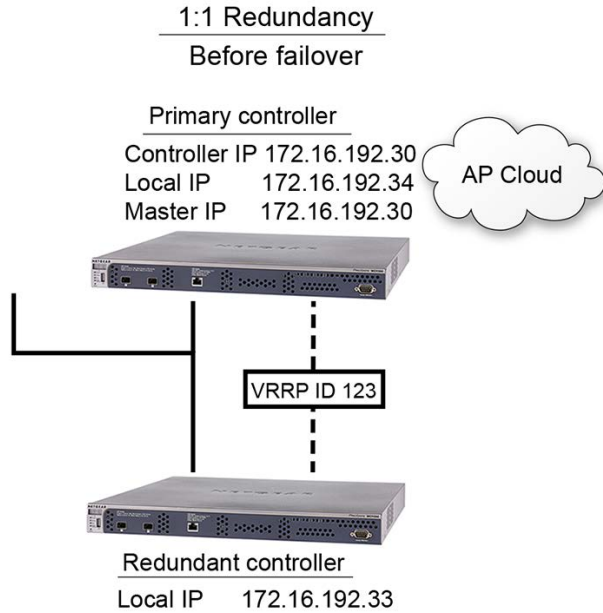 1:1 Redundancy
Before failover
Primary controller
Controller IP 172.16.192.30
Local IP 172.16.192.34
Master IP 172.16.192.30
AP Cloud
NETGEAR
VRRP ID 123
NETGEAR
Redundant controller
Local IP 172.16.192.33